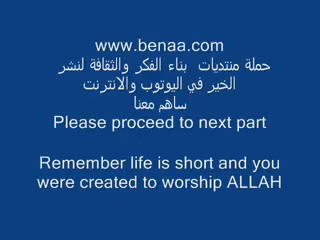 www.benaa.com
حملة منتديات بناء الفكر والثقافة لنشر
الخير في اليوتوب والانترنت
ساهم معنا
Please proceed to next part
Remember life is short and you
were created to worship ALLAH